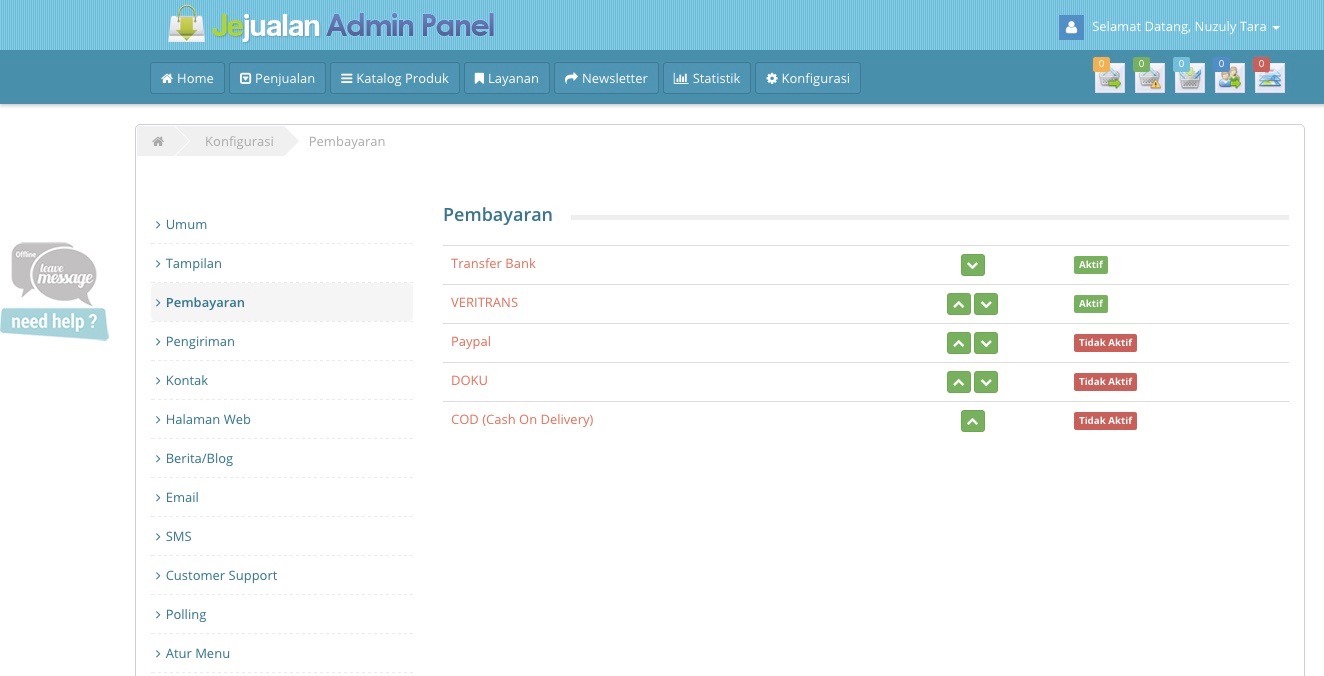 Jejualan Admin Panel
Selamat Datang, Nuzuly Tara
Home Penjualan Katalog Produk Layanan Newsletter Statistik Konfigurasi
0 0 0 0 0
Konfigurasi Pembayaran
Umum
Tampilan
Pembayaran
Pengiriman
Kontak
Halaman Web
Berita/Blog
Email
SMS
Customer Support
Polling
Atur Menu
Pembayaran
Transfer Bank Aktif
VERITRANS Aktif
Paypal Tidak Aktif
DOKU Tidak Aktif
COD (Cash On Delivery) Tidak Aktif
Offline
leave
message
need help ?